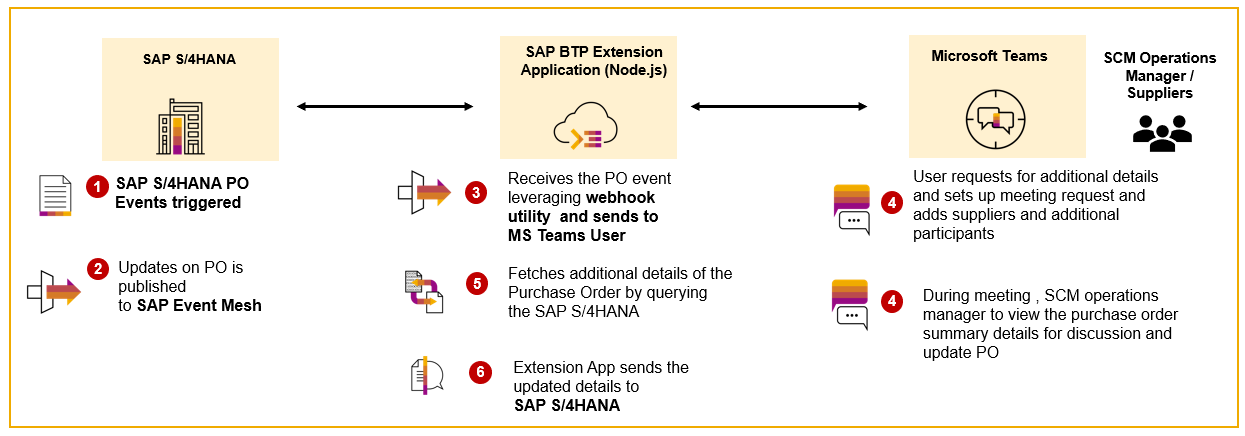 SAP S/4HANA
SAP BTP Extension
Application (Node.js)
Microsoft Teams
SCM Operations
Manager /
Suppliers
1
SAP S/4HANA PO
Events triggered
2
Updates on PO is
published
to SAP Event Mesh
3
Receives the PO event
leveraging webhook
utility and sends to
MS Teams User
5
Fetches additional details of the
Purchase Order by querying
the SAP S/4HANA
6
Extension App sends the
updated details to
SAP S/4HANA
4
User requests for additional details
and sets up meeting request and
adds suppliers and additional
participants
4
During meeting , SCM operations
manager to view the purchase order
summary details for discussion and
update PO